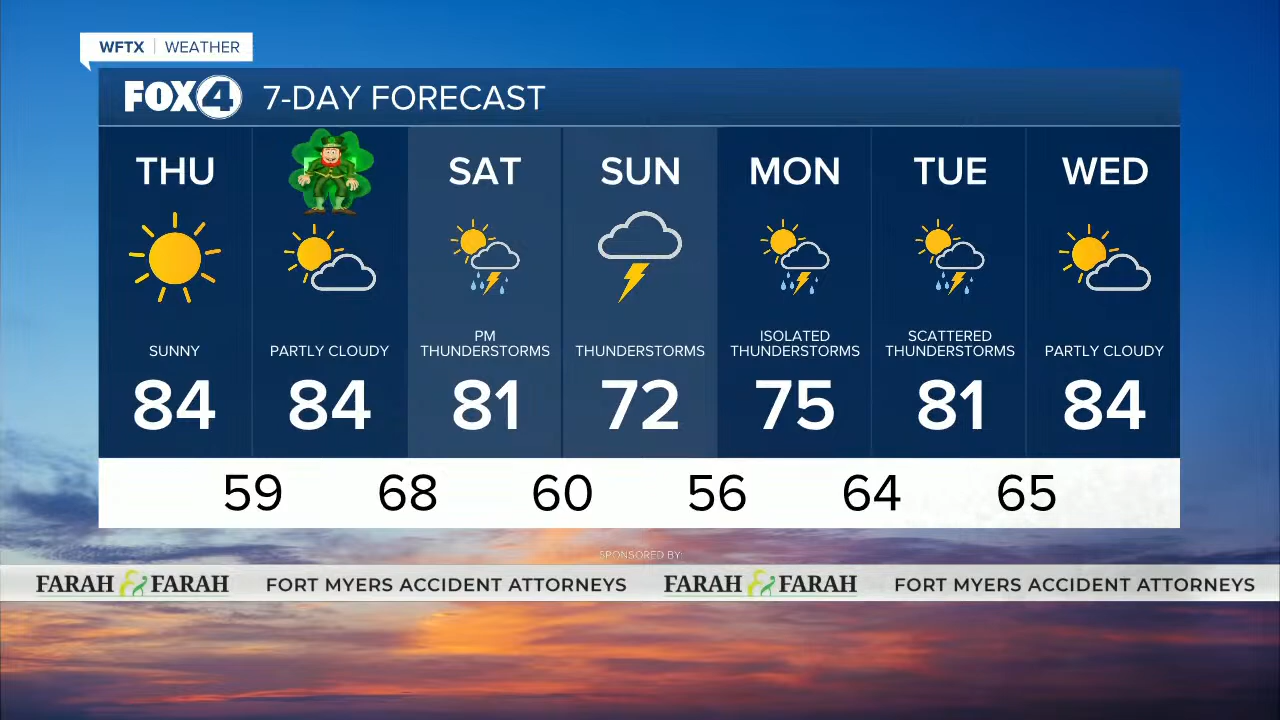 WFTX | WEATHER
FOX 4 7-DAY FORECAST
THU SAT SUN MON TUE WED
SUNNY
PARTLY CLOUDY
PM
THUNDERSTORMS
THUNDERSTORMS
ISOLATED
THUNDERSTORMS
SCATTERED
THUNDERSTORMS
PARTLY CLOUDY
84 84 81 72 75 81 84
59 68 60 56 64 65
SPONSORED BY:
FARAH & FARAH FORT MYERS ACCIDENT ATTORNEYS FARAH & FARAH FORT MYERS ACCIDENT ATTORNEYS